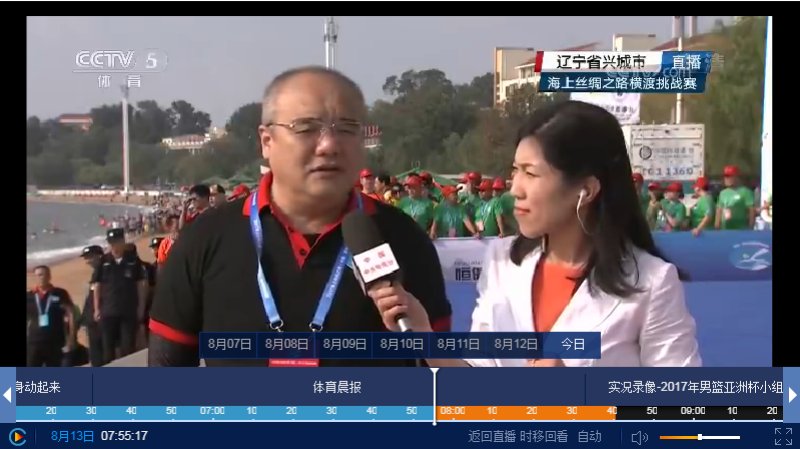 CCTV 5
体育
辽宁省兴城市 直播
海上丝绸之路横渡挑战赛
8月07日 8月08日 8月09日 8月10日 8月11日 8月12日 今日
身动起来 体育晨报 实况录像-2017年男篮亚洲杯小组
20 30 40 50 07:00 10 20 30 40 50 08:00 10 20 30 40 50 09:00 10 20
8月13日 07:55:17 返回直播 时移回看 自动